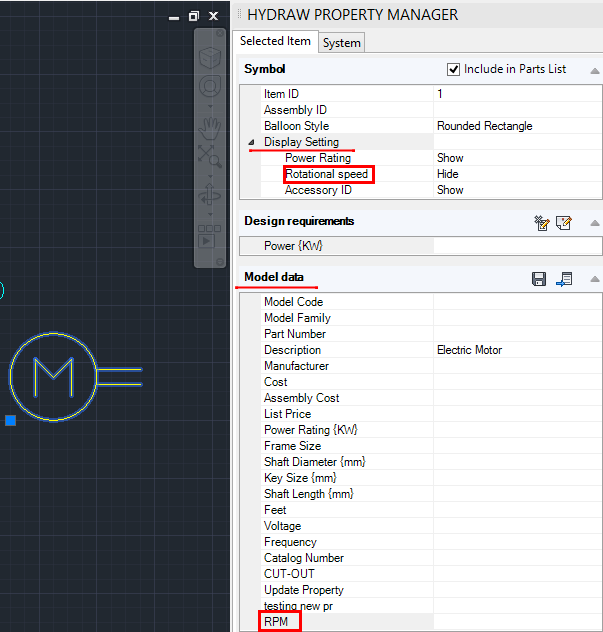 HYDRAW PROPERTY MANAGER
Selected Item System
Symbol Include in Parts List
Item ID 1
Assembly ID
Balloon Style Rounded Rectangle
Display Setting
Power Rating Show
Rotational speed Hide
Accessory ID Show
Design requirements
Power {KW}
Model data
Model Code
Model Family
Part Number
Description Electric Motor
Manufacturer
Cost
Assembly Cost
List Price
Power Rating {KW}
Frame Size
Shaft Diameter {mm}
Key Size {mm}
Shaft Length {mm}
Feet
Voltage
Frequency
Catalog Number
CUT-OUT
Update Property
testing new pr
RPM
M